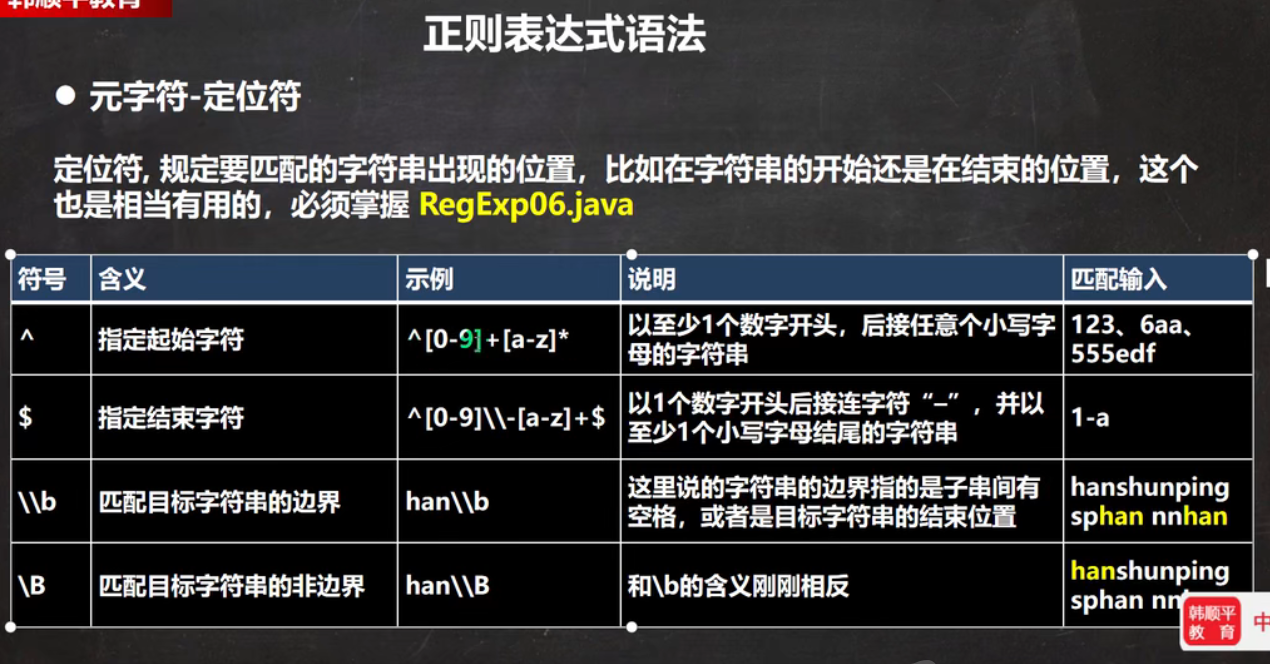 韩顺平教育
正则表达式语法
● 元字符-定位符
定位符, 规定要匹配的字符串出现的位置，比如在字符串的开始还是在结束的位置，这个
也是相当有用的，必须掌握 RegExp06.java
符号 含义 示例 说明 匹配输入
^ 指定起始字符 ^[0-9]+[a-z]* 以至少1个数字开头，后接任意个小写字
母的字符串 123、6aa、
555edf
$ 指定结束字符 ^[0-9]\\-[a-z]+$ 以1个数字开头后接连字符“–”，并以
至少1个小写字母结尾的字符串 1-a
\\b 匹配目标字符串的边界 han\\b 这里说的字符串的边界指的是子串间有
空格，或者是目标字符串的结束位置 hanshunping
sphan nnhan
\B 匹配目标字符串的非边界 han\\B 和\b的含义刚刚相反 hanshunping
sphan nn
韩顺平
教 育
中